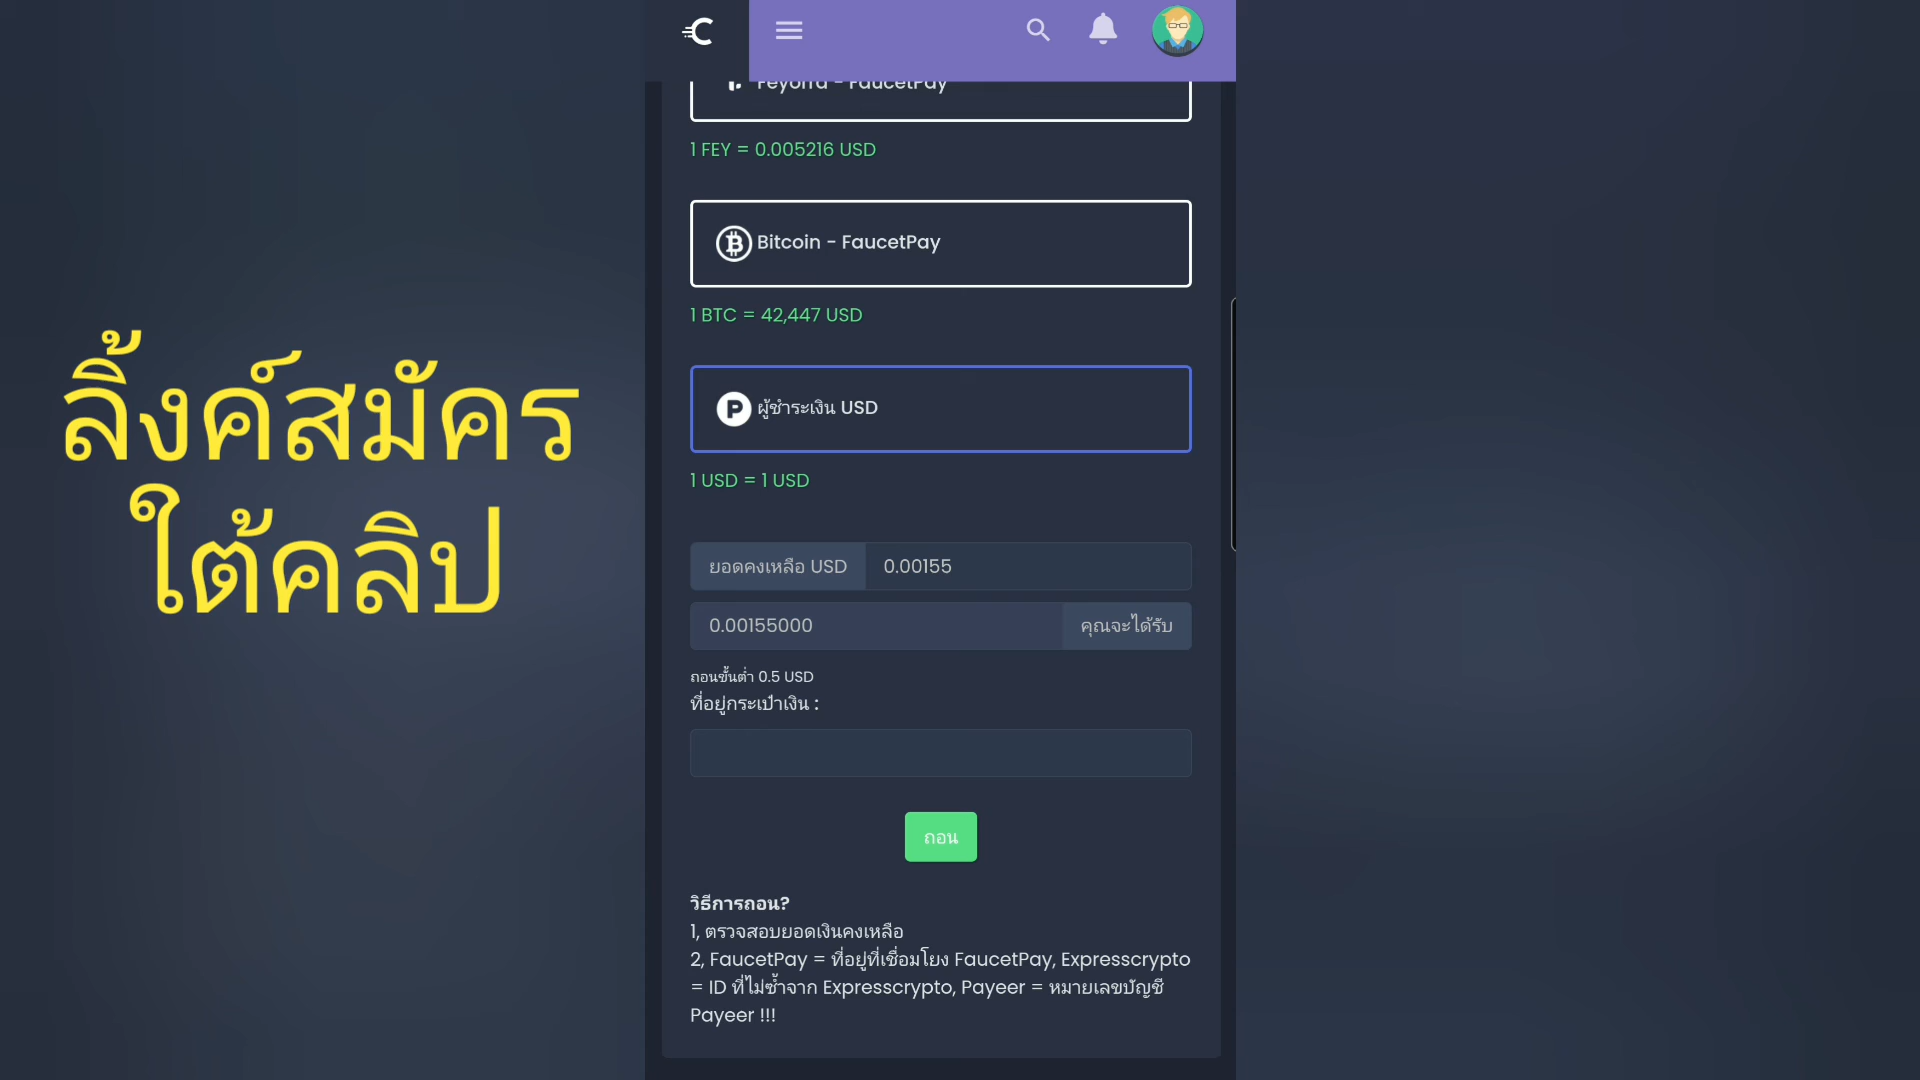 Feyorra - FaucetPay
1 FEY = 0.005216 USD
Bitcoin - FaucetPay
1 BTC = 42,447 USD
ผู้ชำระเงิน USD
1 USD = 1 USD
ลิ้งค์สมัคร
ใต้คลิป
ยอดคงเหลือ USD 0.00155
0.00155000 คุณจะได้รับ
ถอนขั้นต่ำ 0.5 USD
ที่อยู่กระเป๋าเงิน :
ถอน
วิธีการถอน?
1, ตรวจสอบยอดเงินคงเหลือ
2, FaucetPay = ที่อยู่ที่เชื่อมโยง FaucetPay, Expresscrypto
= ID ที่ไม่ซ้ำจาก Expresscrypto, Payeer = หมายเลขบัญชี
Payeer !!!